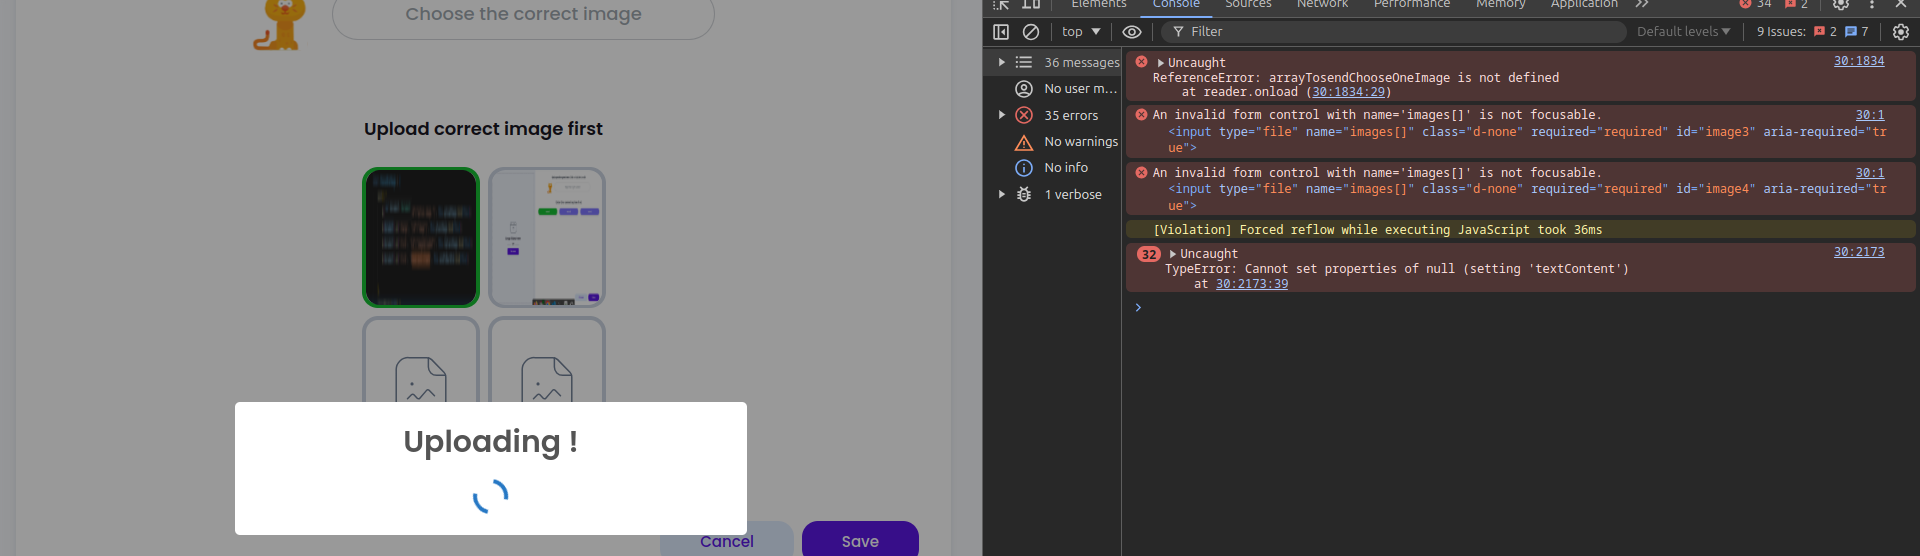 Choose the correct image
Upload correct image first
Uploading !
Cancel
Save
Elements Console Sources Network Performance Memory Application 34 2
top Filter Default levels 9 Issues: 2 7
36 messages
No user m...
35 errors
No warnings
No info
1 verbose
Uncaught 30:1834
ReferenceError: arrayTosendChooseOneImage is not defined
at reader.onload (30:1834:29)
An invalid form control with name='images[]' is not focusable. 30:1
<input type="file" name="images[]" class="d-none" required="required" id="image3" aria-required="tr
ue">
An invalid form control with name='images[]' is not focusable. 30:1
<input type="file" name="images[]" class="d-none" required="required" id="image4" aria-required="tr
ue">
[Violation] Forced reflow while executing JavaScript took 36ms
32 Uncaught 30:2173
TypeError: Cannot set properties of null (setting 'textContent')
at 30:2173:39